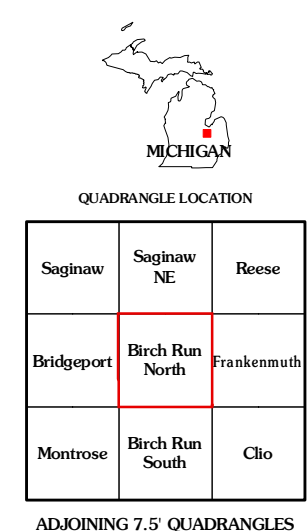 MICHIGAN
QUADRANGLE LOCATION
Saginaw
Saginaw
NE
Reese
Bridgeport
Birch Run
North
Frankenmuth
Montrose
Birch Run
South
Clio
ADJOINING 7.5' QUADRANGLES